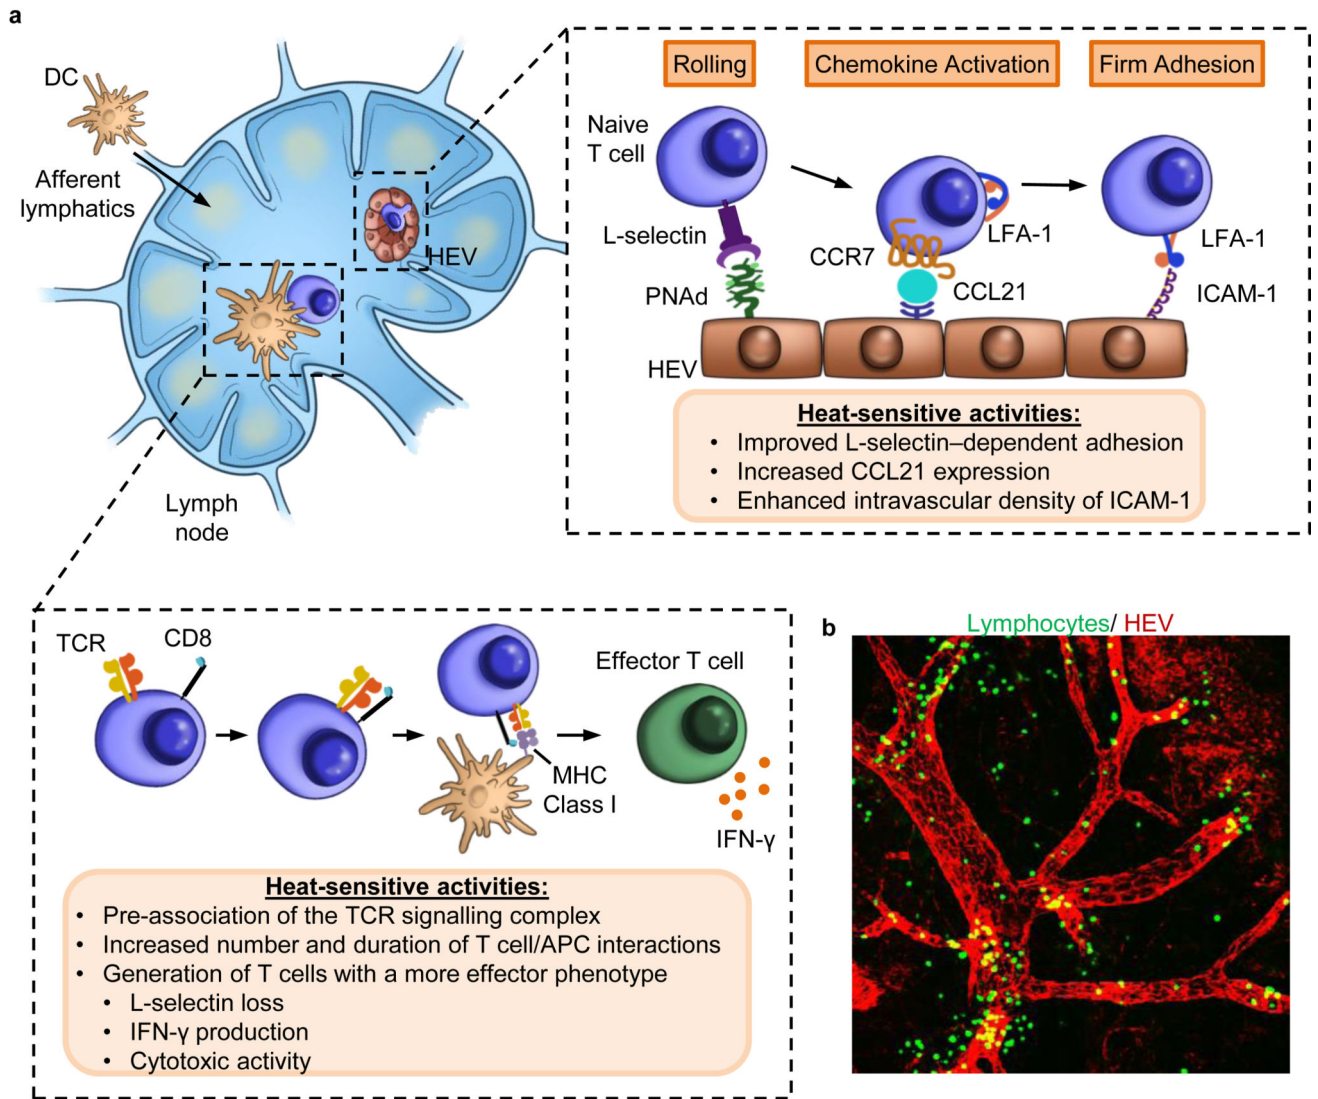 a
DC
Afferent
lymphatics
HEV
Lymph
node
Rolling
Chemokine Activation
Firm Adhesion
Naive
T cell
L-selectin
PNAd
HEV
CCR7
LFA-1
CCL21
LFA-1
ICAM-1
Heat-sensitive activities:
• Improved L-selectin–dependent adhesion
• Increased CCL21 expression
• Enhanced intravascular density of ICAM-1
TCR
CD8
Effector T cell
MHC
Class I
IFN-γ
Heat-sensitive activities:
• Pre-association of the TCR signalling complex
• Increased number and duration of T cell/APC interactions
• Generation of T cells with a more effector phenotype
• L-selectin loss
• IFN-γ production
• Cytotoxic activity
b
Lymphocytes/ HEV